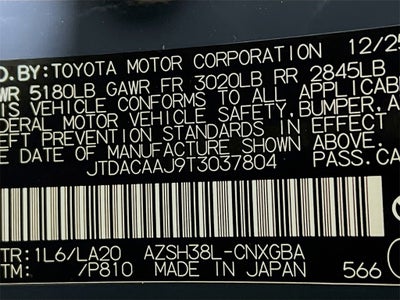 D.BY:TOYOTA MOTOR CORPORATION 12/25
WR 5180LB GAWR FR 3020LB RR 2845LB
IS VEHICLE CONFORMS TO ALL APPLICABLE
DERAL MOTOR VEHICLE SAFETY,BUMPER,A
EFT PREVENTION STANDARDS IN EFFECT
E DATE OF MANUFACTURE SHOWN ABOVE.
JTDACAAJ9T3037804 PASS.CA
TR: 1L6/LA20 AZSH38L-CNXGBA
TM: /P810 MADE IN JAPAN 566